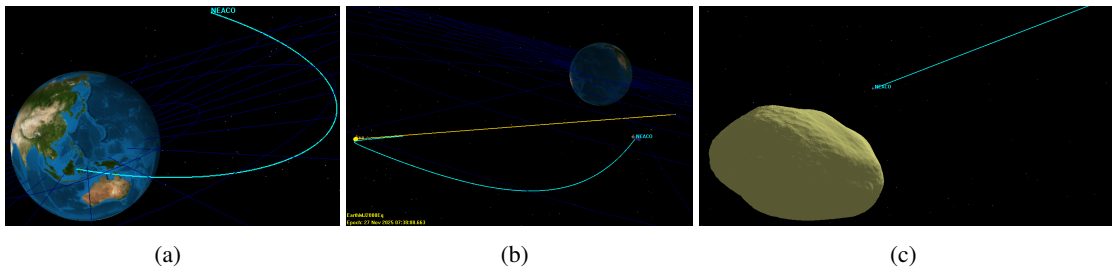 NEACO
NEACO
EarthMJ2000Eq
Epoch: 27 Nov 2025 07:38:08.663
NEACO
(a)
(b)
(c)